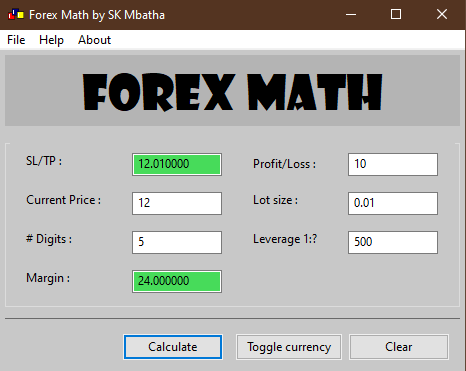 Forex Math by SK Mbatha
File Help About
FOREX MATH
SL/TP : 12.010000 Profit/Loss : 10
Current Price : 12 Lot size : 0.01
# Digits : 5 Leverage 1:? 500
Margin : 24.000000
Calculate Toggle currency Clear